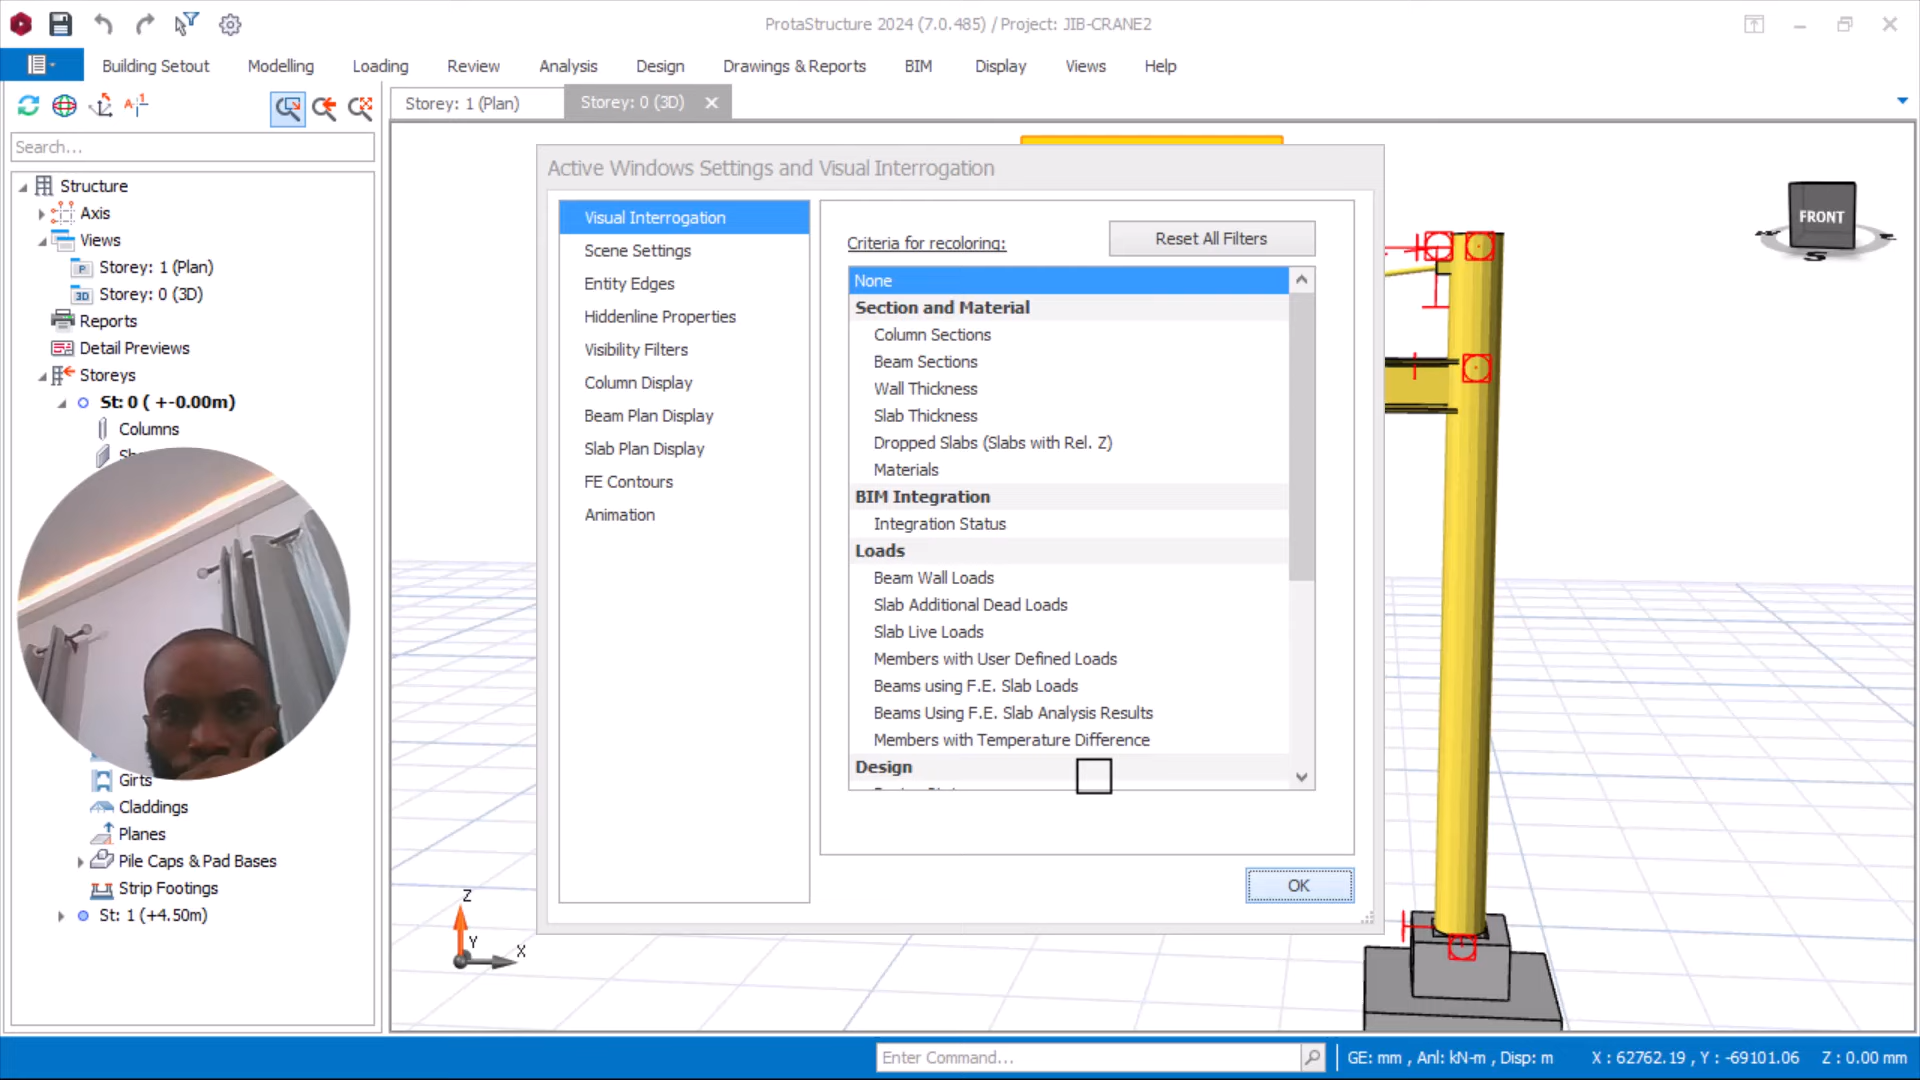 ProtaStructure 2024 (7.0.485) / Project: JIB-CRANE2
Building Setout
Modelling
Loading
Review
Analysis
Design
Drawings & Reports
BIM
Display
Views
Help
Storey: 1 (Plan)
Storey: 0 (3D)
Search...
Structure
Axis
Views
Storey: 1 (Plan)
Storey: 0 (3D)
Reports
Detail Previews
Storeys
St: 0 ( +-0.00m)
Columns
Girts
Claddings
Planes
Pile Caps & Pad Bases
Strip Footings
St: 1 (+4.50m)
Active Windows Settings and Visual Interrogation
Visual Interrogation
Scene Settings
Entity Edges
Hiddenline Properties
Visibility Filters
Column Display
Beam Plan Display
Slab Plan Display
FE Contours
Animation
Criteria for recoloring:
Reset All Filters
None
Section and Material
Column Sections
Beam Sections
Wall Thickness
Slab Thickness
Dropped Slabs (Slabs with Rel. Z)
Materials
BIM Integration
Integration Status
Loads
Beam Wall Loads
Slab Additional Dead Loads
Slab Live Loads
Members with User Defined Loads
Beams using F.E. Slab Loads
Beams Using F.E. Slab Analysis Results
Members with Temperature Difference
Design
OK
FRONT
S
Z
Y
X
Enter Command...
GE: mm , Anl: kN-m , Disp: m
X : 62762.19 , Y : -69101.06
Z : 0.00 mm